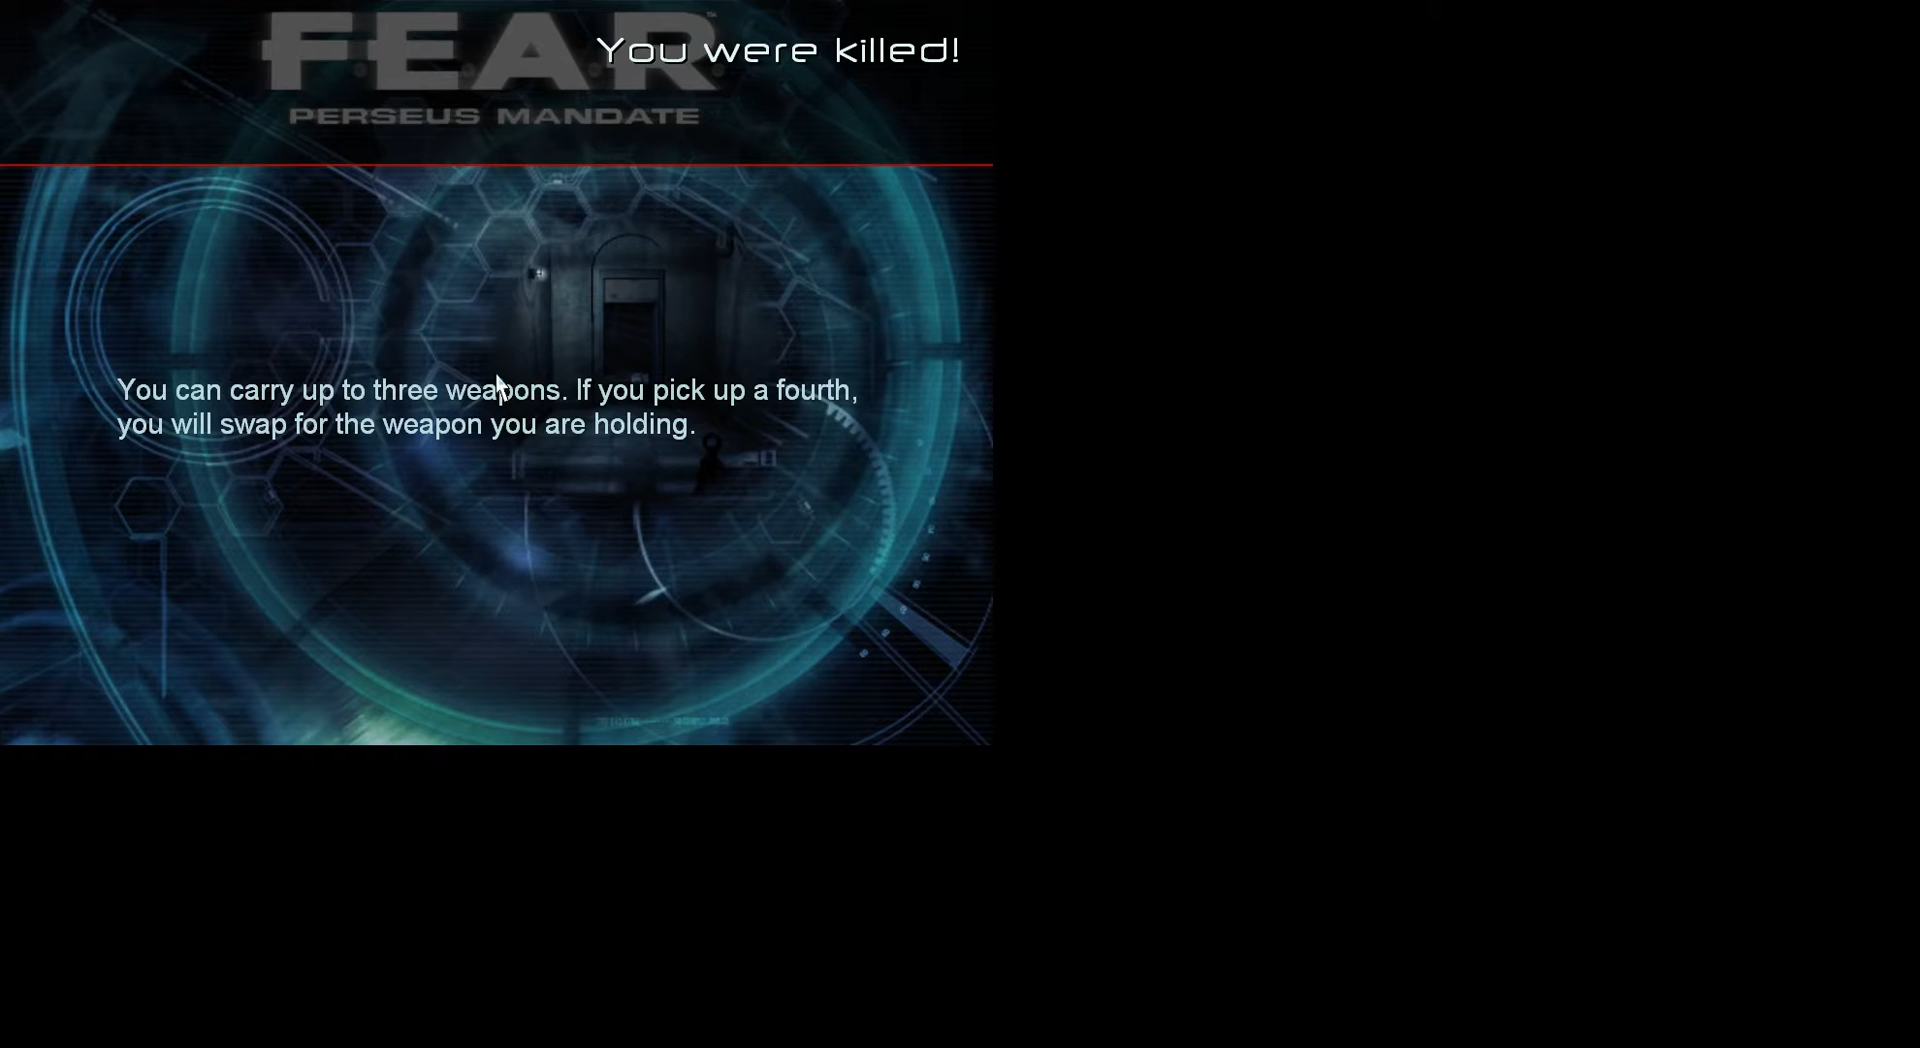 F.E.A.R.™
You were killed!
PERSEUS MANDATE
You can carry up to three weapons. If you pick up a fourth,
you will swap for the weapon you are holding.